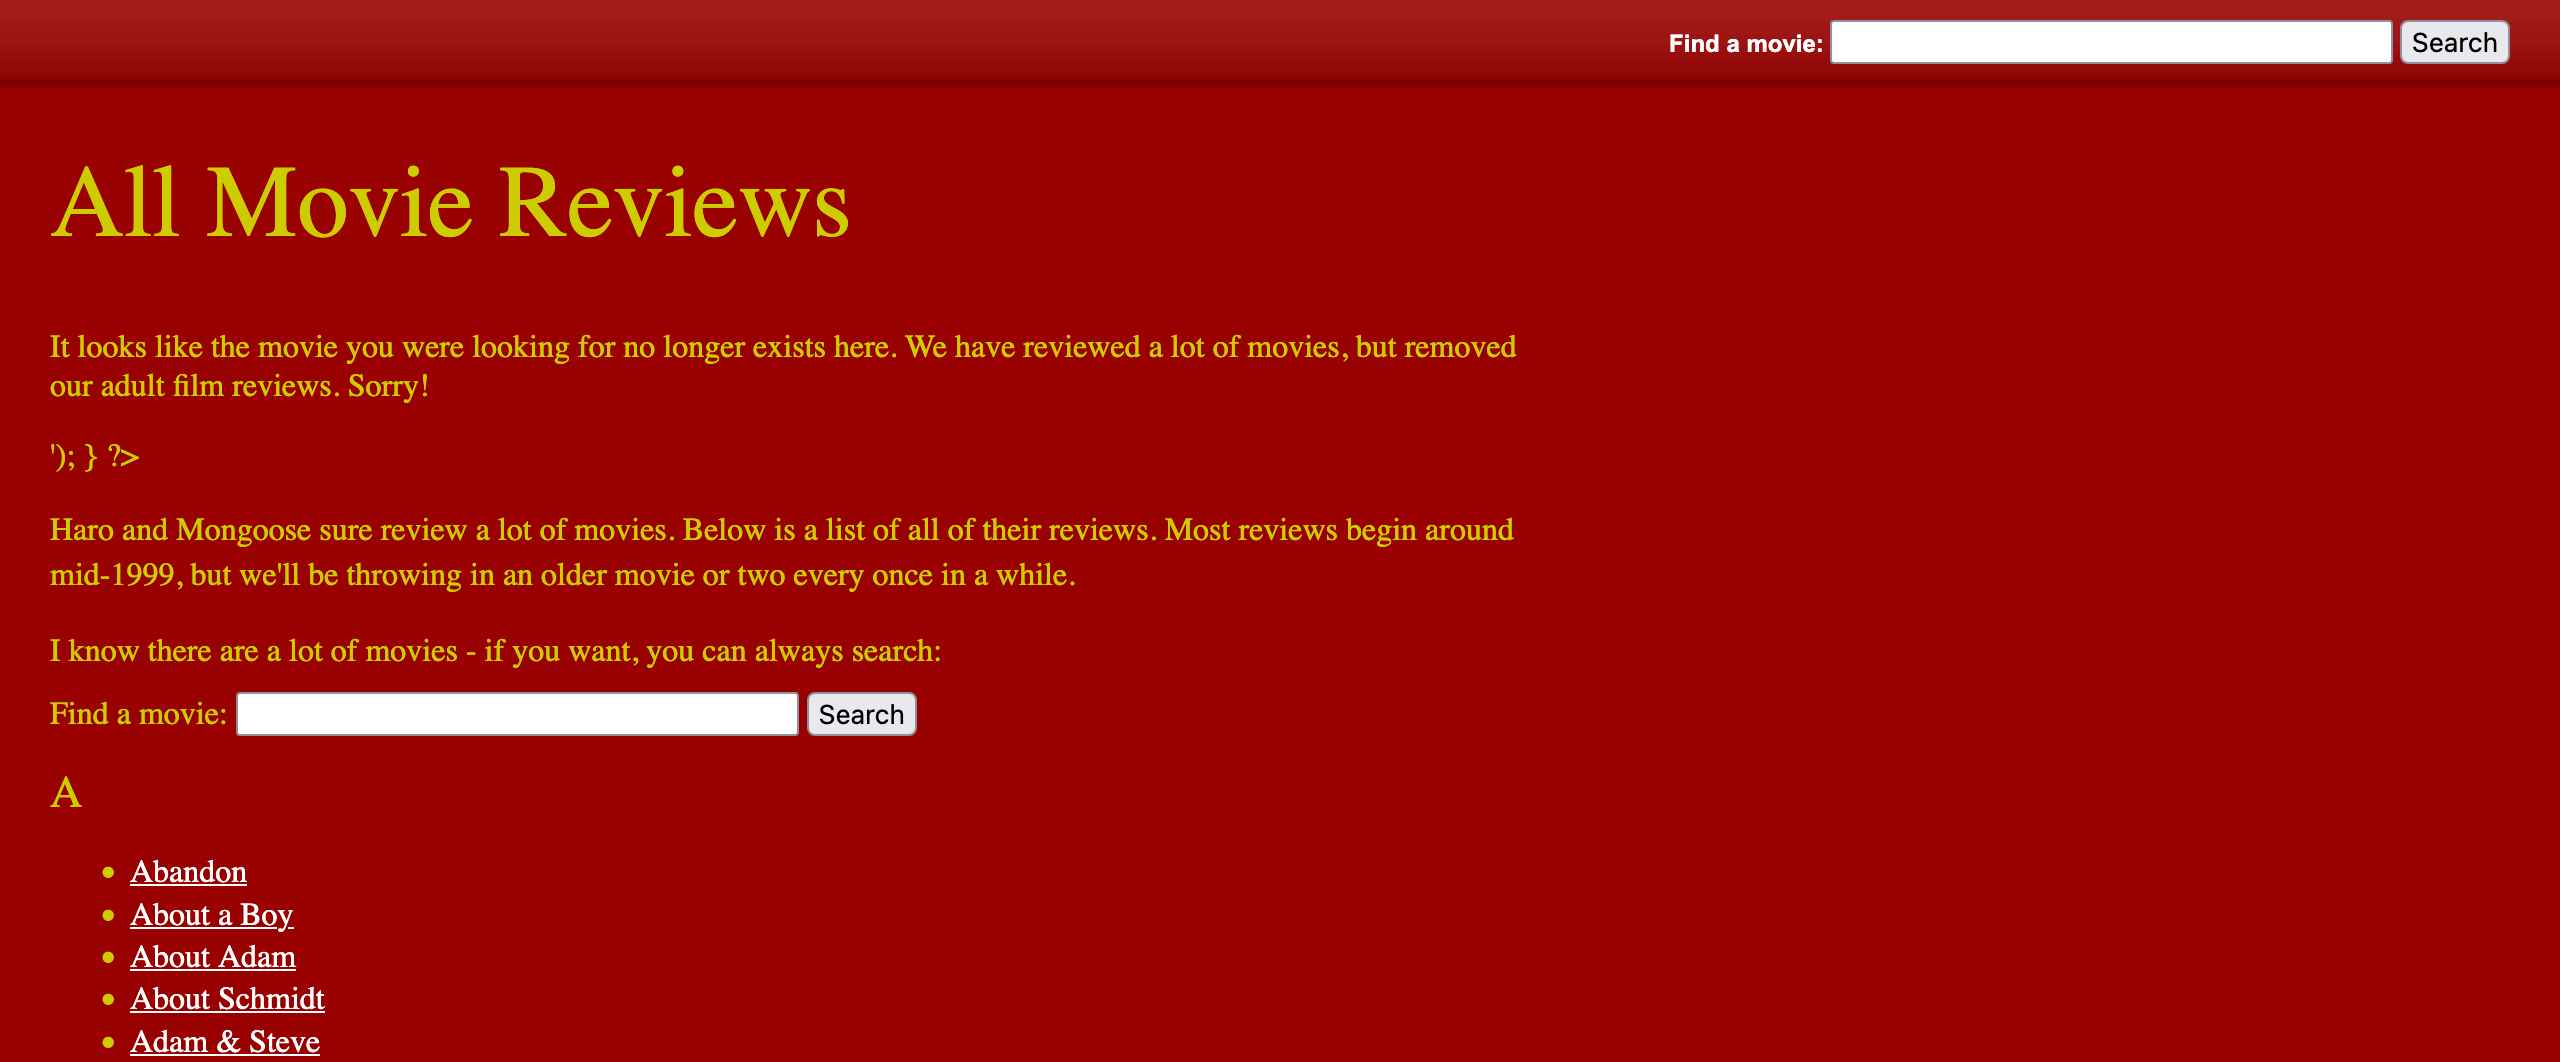 Find a movie: Search
All Movie Reviews
It looks like the movie you were looking for no longer exists here. We have reviewed a lot of movies, but removed
our adult film reviews. Sorry!
'); } ?>
Haro and Mongoose sure review a lot of movies. Below is a list of all of their reviews. Most reviews begin around
mid-1999, but we'll be throwing in an older movie or two every once in a while.
I know there are a lot of movies - if you want, you can always search:
Find a movie: Search
A
• Abandon
• About a Boy
• About Adam
• About Schmidt
• Adam & Steve